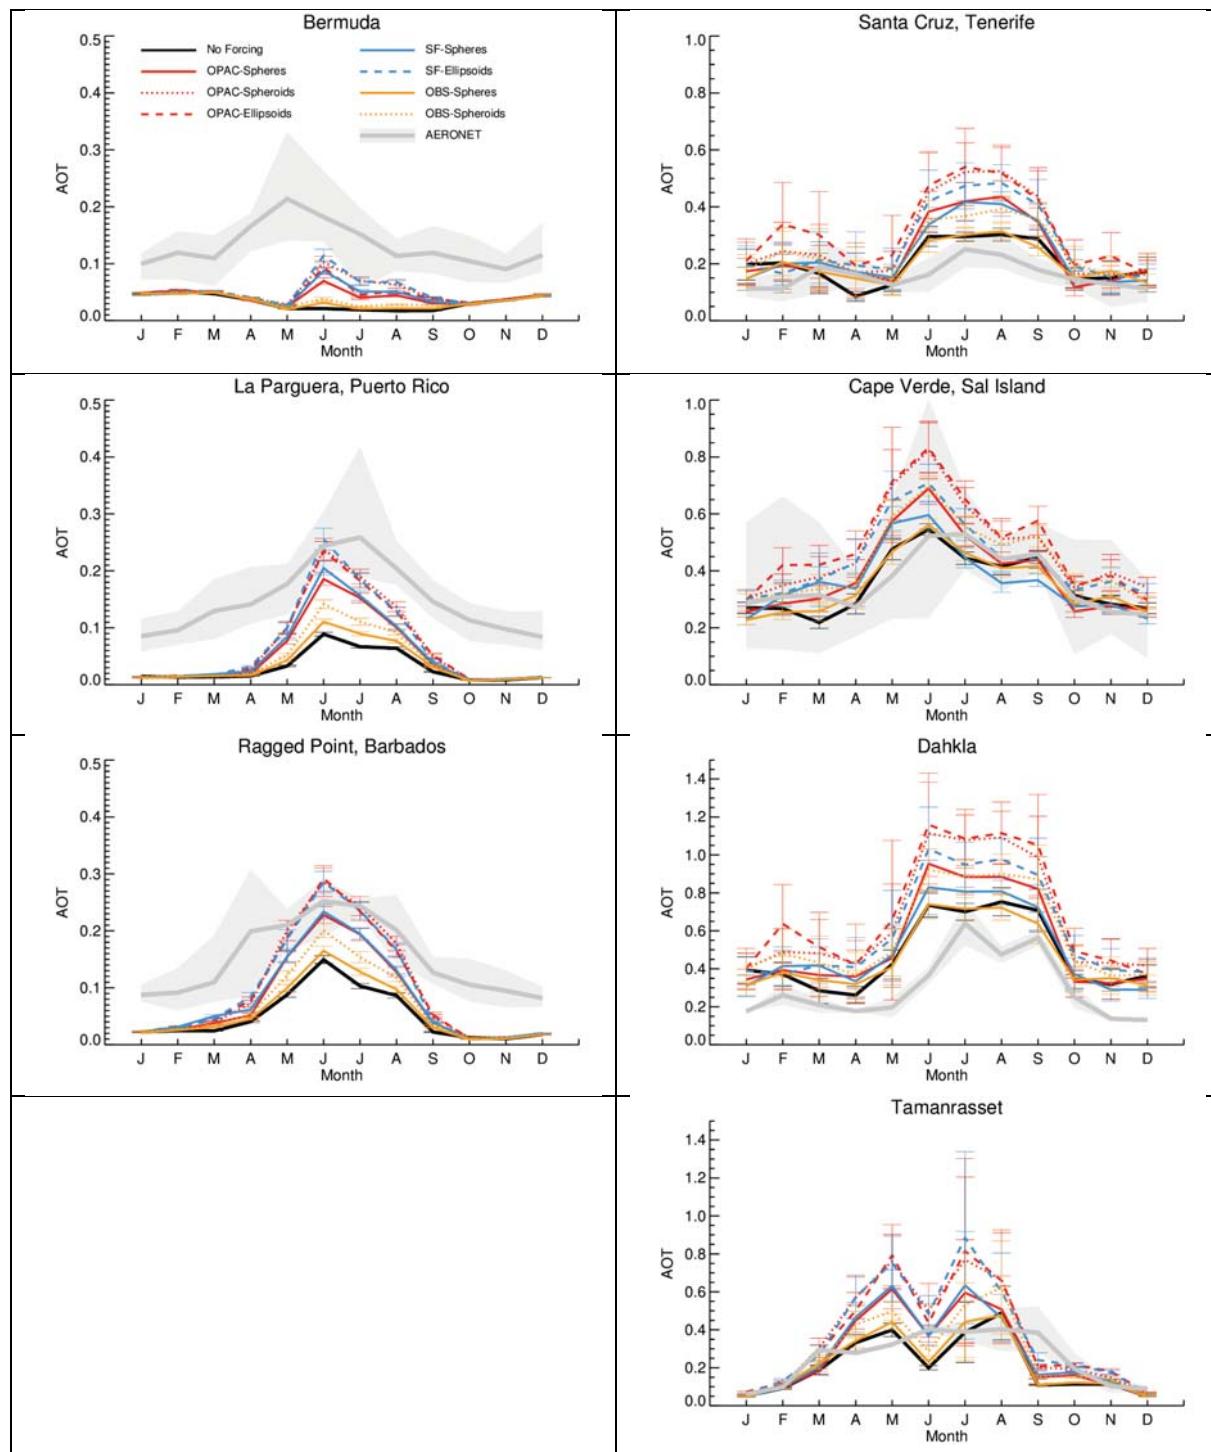 Bermuda
0.5
0.4
0.3
0.2
0.1
0.0
AOT
No Forcing
OPAC-Spheres
OPAC-Spheroids
OPAC-Ellipsoids
SF-Spheres
SF-Ellipsoids
OBS-Spheres
OBS-Spheroids
AERONET
J F M A M J J A S O N D
Month
Santa Cruz, Tenerife
1.0
0.8
0.6
0.4
0.2
0.0
AOT
J F M A M J J A S O N D
Month
La Parguera, Puerto Rico
0.5
0.4
0.3
0.2
0.1
0.0
AOT
J F M A M J J A S O N D
Month
Cape Verde, Sal Island
1.0
0.8
0.6
0.4
0.2
0.0
AOT
J F M A M J J A S O N D
Month
Ragged Point, Barbados
0.5
0.4
0.3
0.2
0.1
0.0
AOT
J F M A M J J A S O N D
Month
Dahkla
1.4
1.2
1.0
0.8
0.6
0.4
0.2
0.0
AOT
J F M A M J J A S O N D
Month
Tamanrasset
1.4
1.2
1.0
0.8
0.6
0.4
0.2
0.0
AOT
J F M A M J J A S O N D
Month